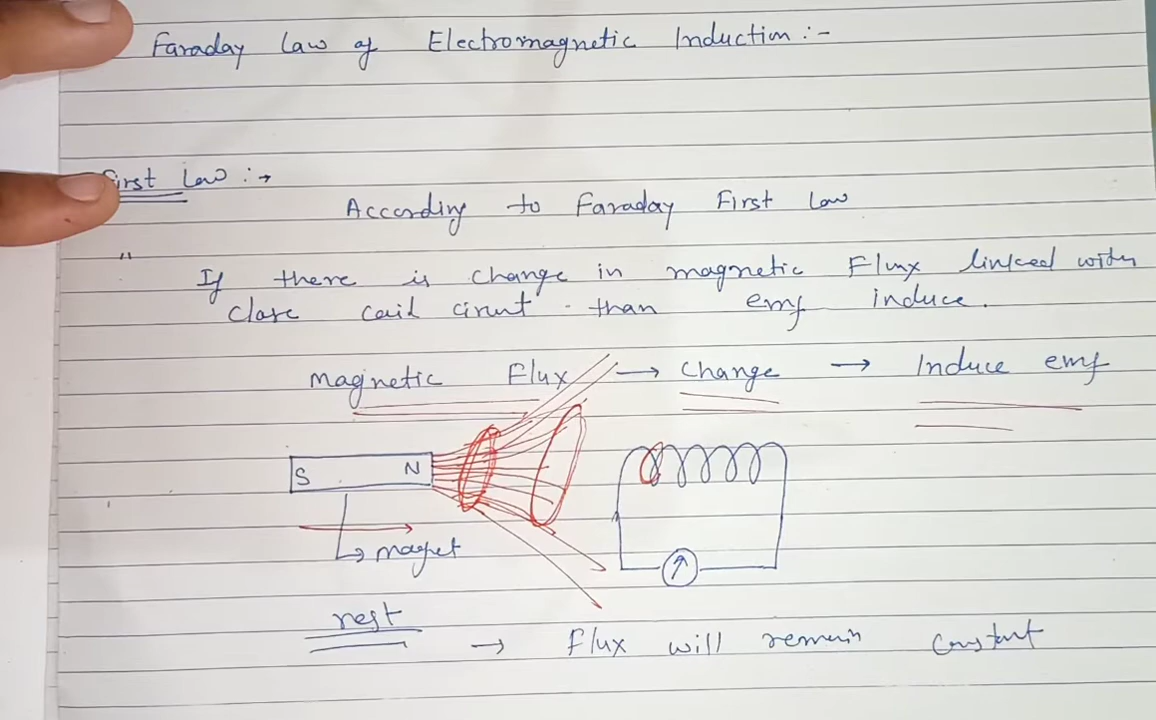 Faraday Law of Electromagnetic Induction :-
First Law :→
According to Faraday First Law
"
If there is change in magnetic Flux linked with
close coil cirut than emf induce.
magnetic Flux → Change → Induce emf
S N
→ magnet
rest
→ Flux will remain constant